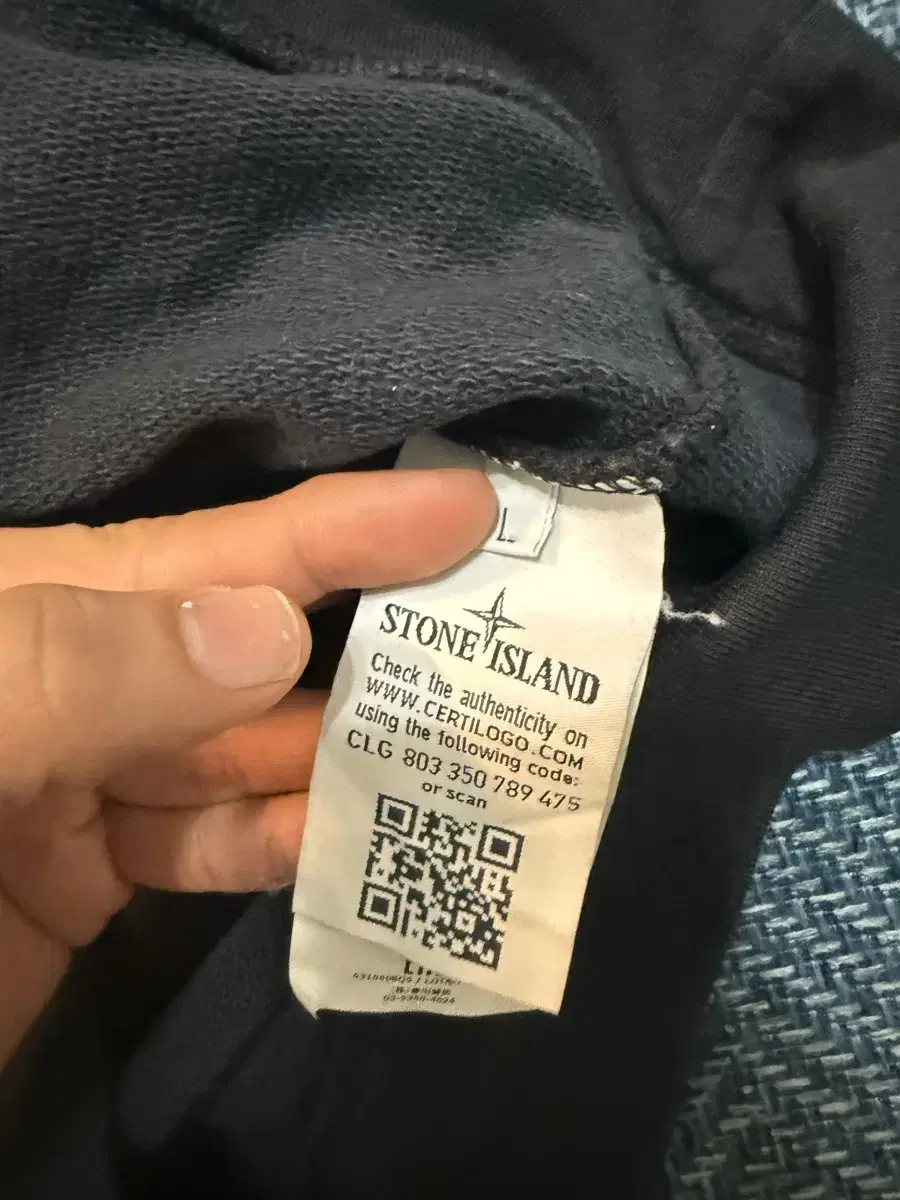 L
STONE ISLAND
Check the authenticity on
WWW.CERTILOGO.COM
using the following code:
CLG 803 350 789 475
or scan